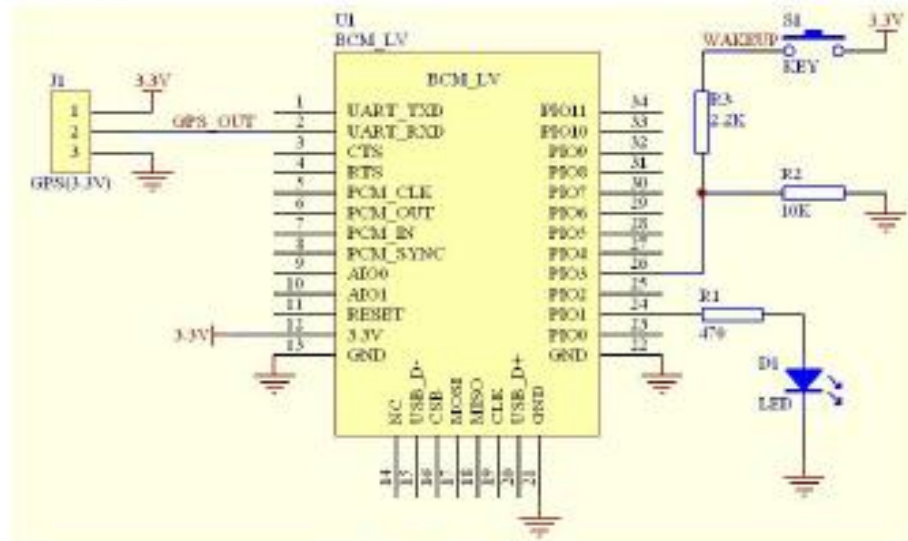 U1
BCM_LV
BCM_LV
J1
3.3V
1
2
3
GPS_OUT
GPS(3.3V)
1 UART_TXD
2 UART_RXD
3 CTS
4 RTS
5 PCM_CLK
6 PCM_OUT
7 PCM_IN
8 PCM_SYNC
9 AIO0
10 AIO1
11 RESET
3.3V 12 3.3V
13 GND
PIO11 34
PIO10 33
PIO9 32
PIO8 31
PIO7 30
PIO6 29
PIO5 28
PIO4 27
PIO3 26
PIO2 25
PIO1 24
PIO0 23
GND 22
NC 14
USB_D- 15
CSB 16
MOSI 17
MISO 18
CLK 19
USB_D+ 20
GND 21
S1
3.3V
WAKEUP
KEY
R3
2.2K
R2
10K
R1
470
D1
LED